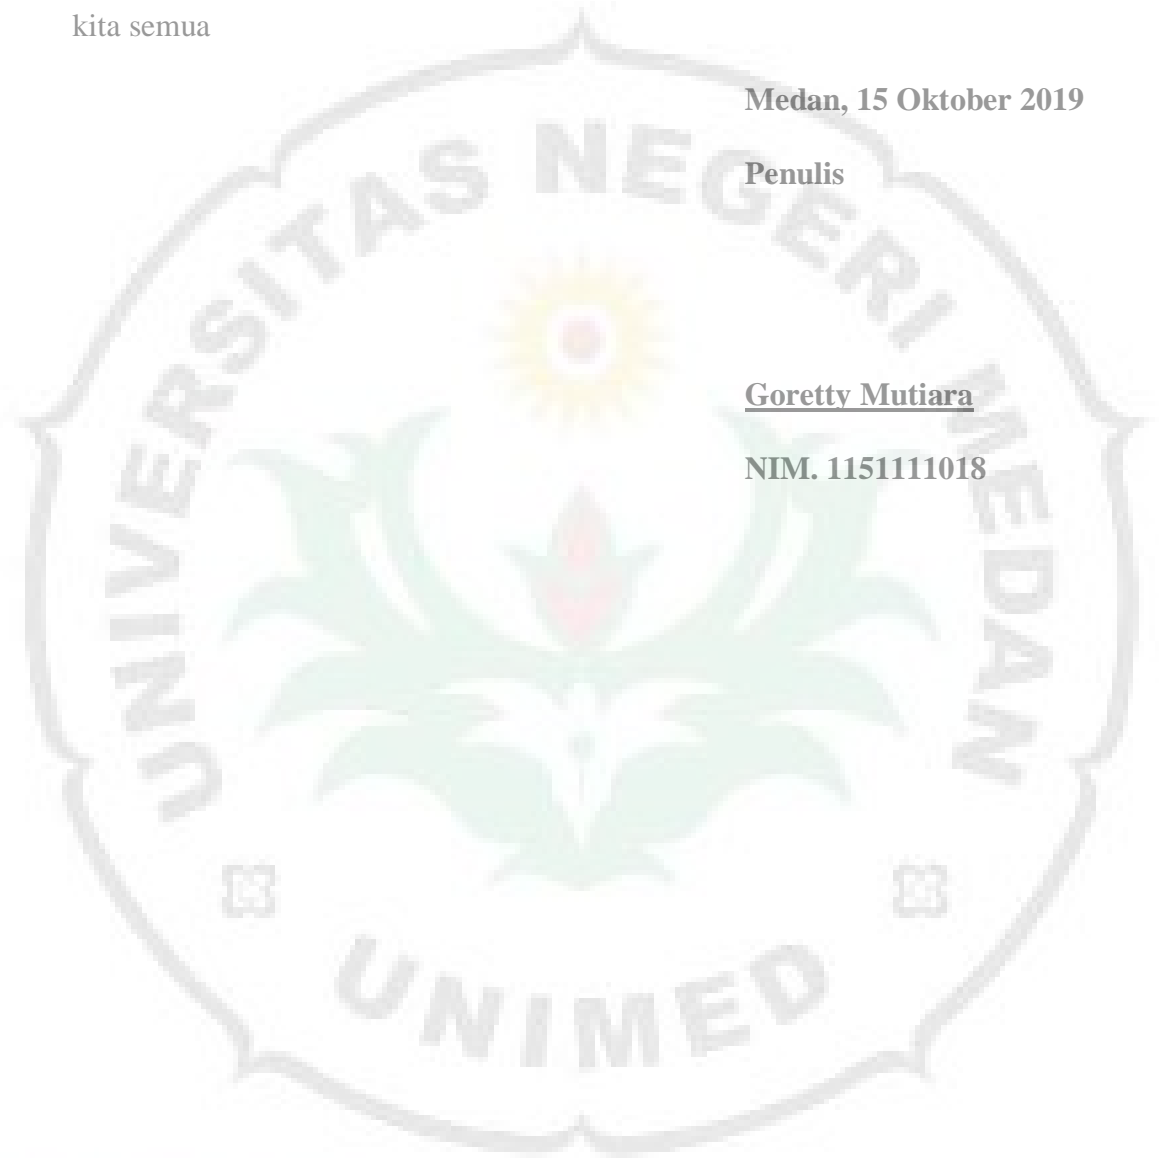 kita semua
Medan, 15 Oktober 2019
Penulis
Goretty Mutiara
NIM. 1151111018
UNIVERSITAS NEGERI MEDAN
UNIMED